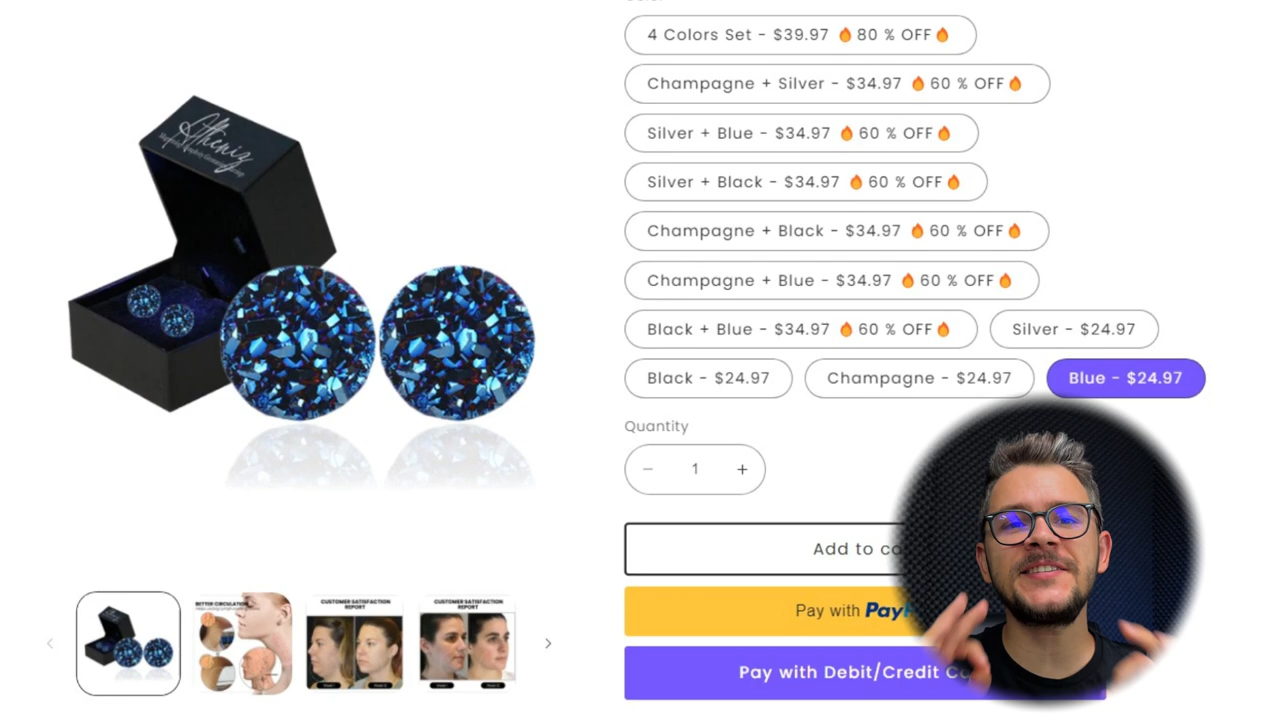 4 Colors Set - $39.97 🔥80 % OFF🔥
Champagne + Silver - $34.97 🔥60 % OFF🔥
Silver + Blue - $34.97 🔥60 % OFF🔥
Silver + Black - $34.97 🔥60 % OFF🔥
Champagne + Black - $34.97 🔥60 % OFF🔥
Champagne + Blue - $34.97 🔥60 % OFF🔥
Black + Blue - $34.97 🔥60 % OFF🔥
Silver - $24.97
Black - $24.97
Champagne - $24.97
Blue - $24.97
Quantity
− 1 +
Add to
Pay with
Pay with Debit/Credit
Atheniz
BETTER CIRCULATION
CUSTOMER SATISFACTION
REPORT
CUSTOMER SATISFACTION
REPORT